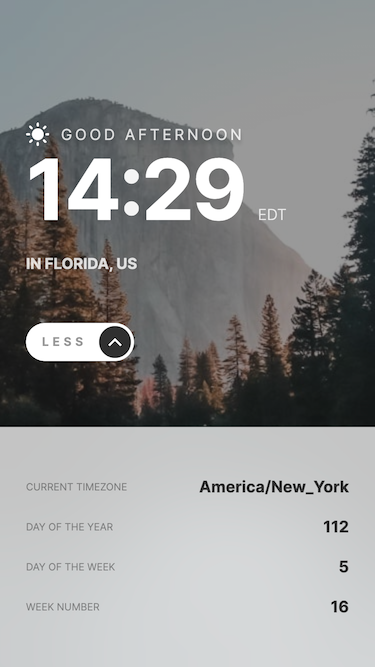 GOOD AFTERNOON
14:29 EDT
IN FLORIDA, US
LESS
CURRENT TIMEZONE America/New_York
DAY OF THE YEAR 112
DAY OF THE WEEK 5
WEEK NUMBER 16